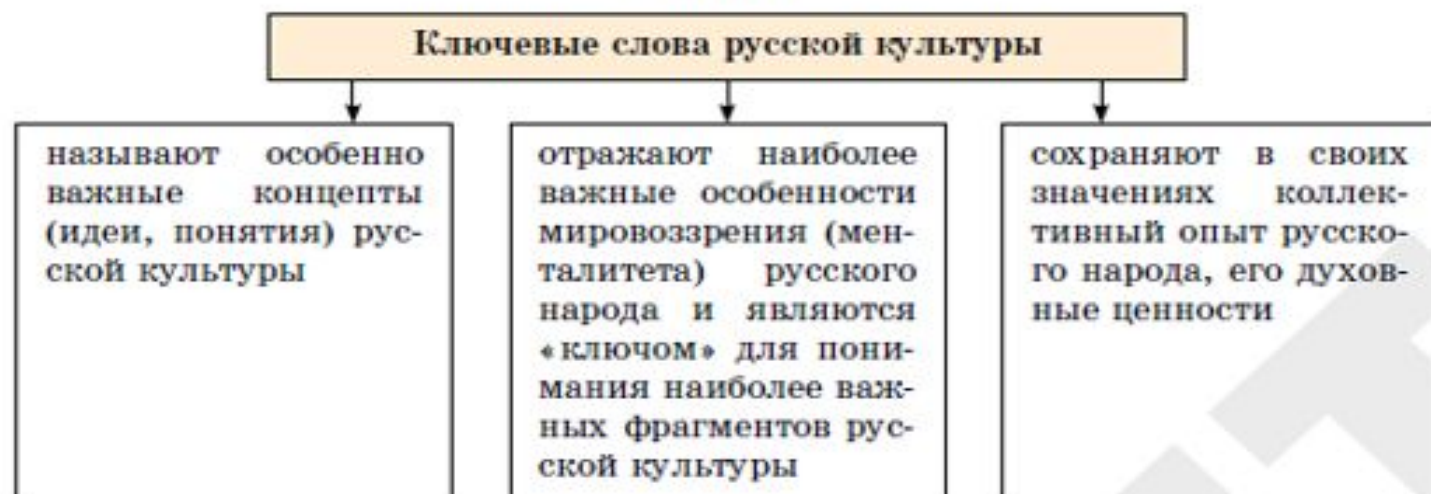 Ключевые слова русской культуры
называют особенно
важные концепты
(идеи, понятия) рус-
ской культуры
отражают наиболее
важные особенности
мировоззрения (мен-
талитета) русского
народа и являются
«ключом» для пони-
мания наиболее важ-
ных фрагментов рус-
ской культуры
сохраняют в своих
значениях коллек-
тивный опыт русско-
го народа, его духов-
ные ценности